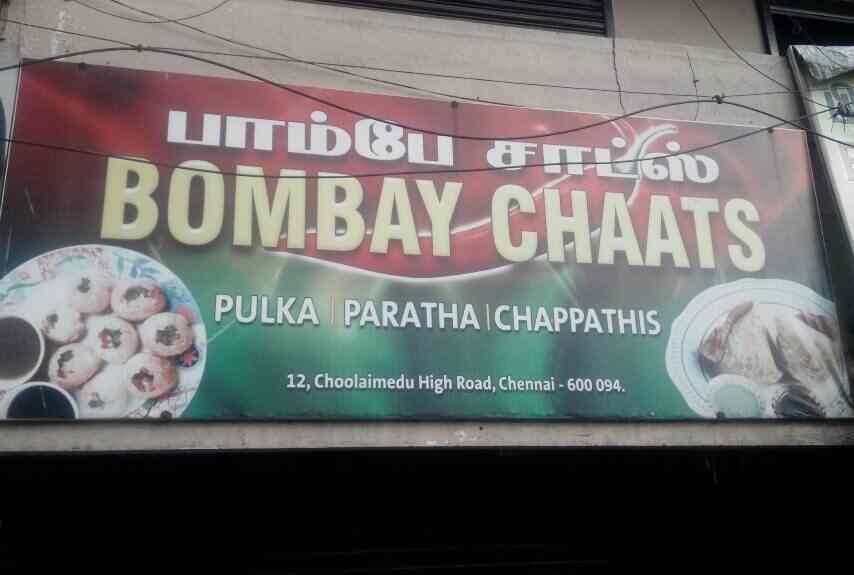 பாம்பே சாட்ஸ்
BOMBAY CHAATS
PULKA | PARATHA | CHAPPATHIS
12, Choolaimedu High Road, Chennai - 600 094.